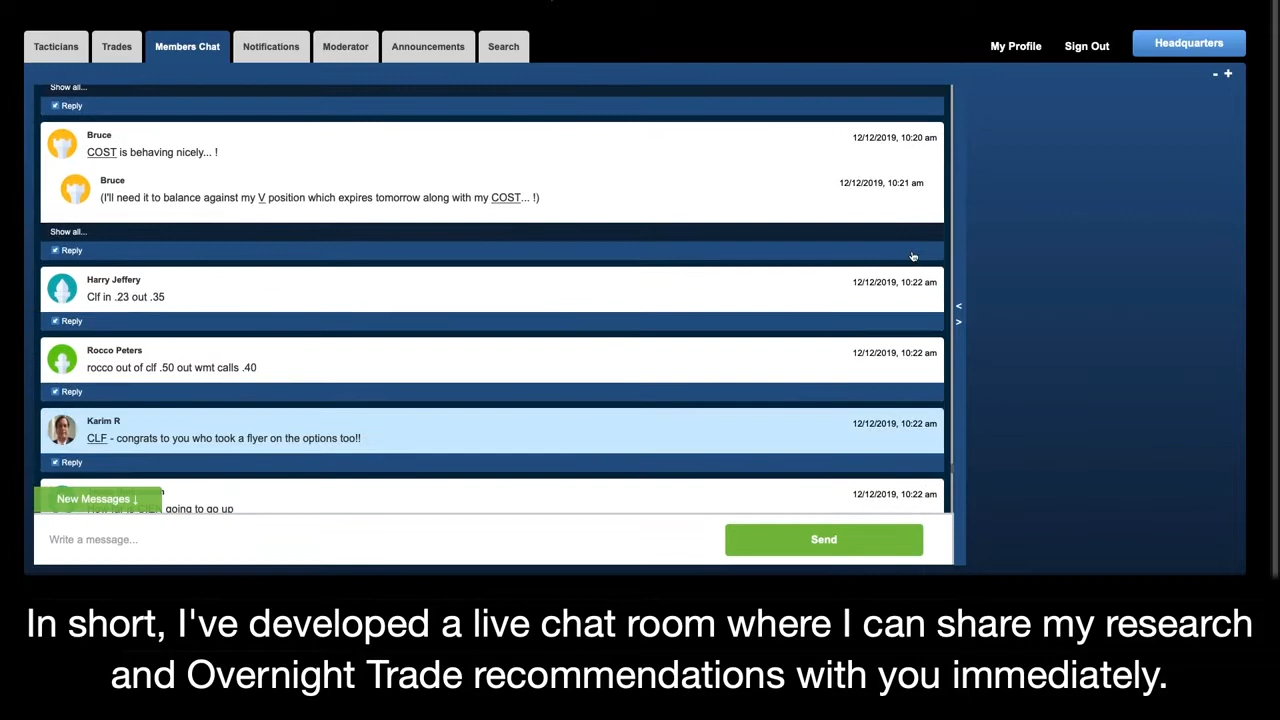 Tacticians Trades Members Chat Notifications Moderator Announcements Search My Profile Sign Out Headquarters
- +
Show all...
Reply
Bruce 12/12/2019, 10:20 am
COST is behaving nicely... !
Bruce 12/12/2019, 10:21 am
(I'll need it to balance against my V position which expires tomorrow along with my COST... !)
Show all...
Reply
Harry Jeffery 12/12/2019, 10:22 am
Clf in .23 out .35
<
>
Reply
Rocco Peters 12/12/2019, 10:22 am
rocco out of clf .50 out wmt calls .40
Reply
Karim R 12/12/2019, 10:22 am
CLF - congrats to you who took a flyer on the options too!!
Reply
12/12/2019, 10:22 am
New Messages ↓
going to go up
Write a message... Send
In short, I've developed a live chat room where I can share my research
and Overnight Trade recommendations with you immediately.